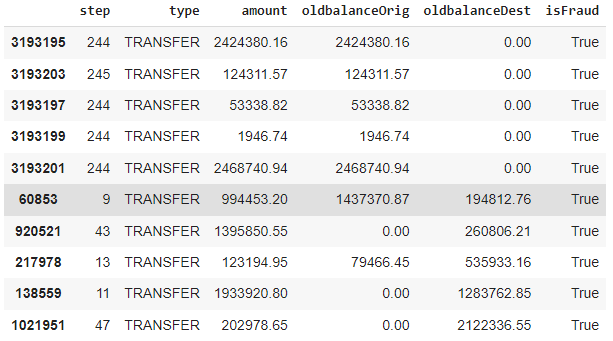 step type amount oldbalanceOrig oldbalanceDest isFraud
3193195 244 TRANSFER 2424380.16 2424380.16 0.00 True
3193203 245 TRANSFER 124311.57 124311.57 0.00 True
3193197 244 TRANSFER 53338.82 53338.82 0.00 True
3193199 244 TRANSFER 1946.74 1946.74 0.00 True
3193201 244 TRANSFER 2468740.94 2468740.94 0.00 True
60853 9 TRANSFER 994453.20 1437370.87 194812.76 True
920521 43 TRANSFER 1395850.55 0.00 260806.21 True
217978 13 TRANSFER 123194.95 79466.45 535933.16 True
138559 11 TRANSFER 1933920.80 0.00 1283762.85 True
1021951 47 TRANSFER 202978.65 0.00 2122336.55 True